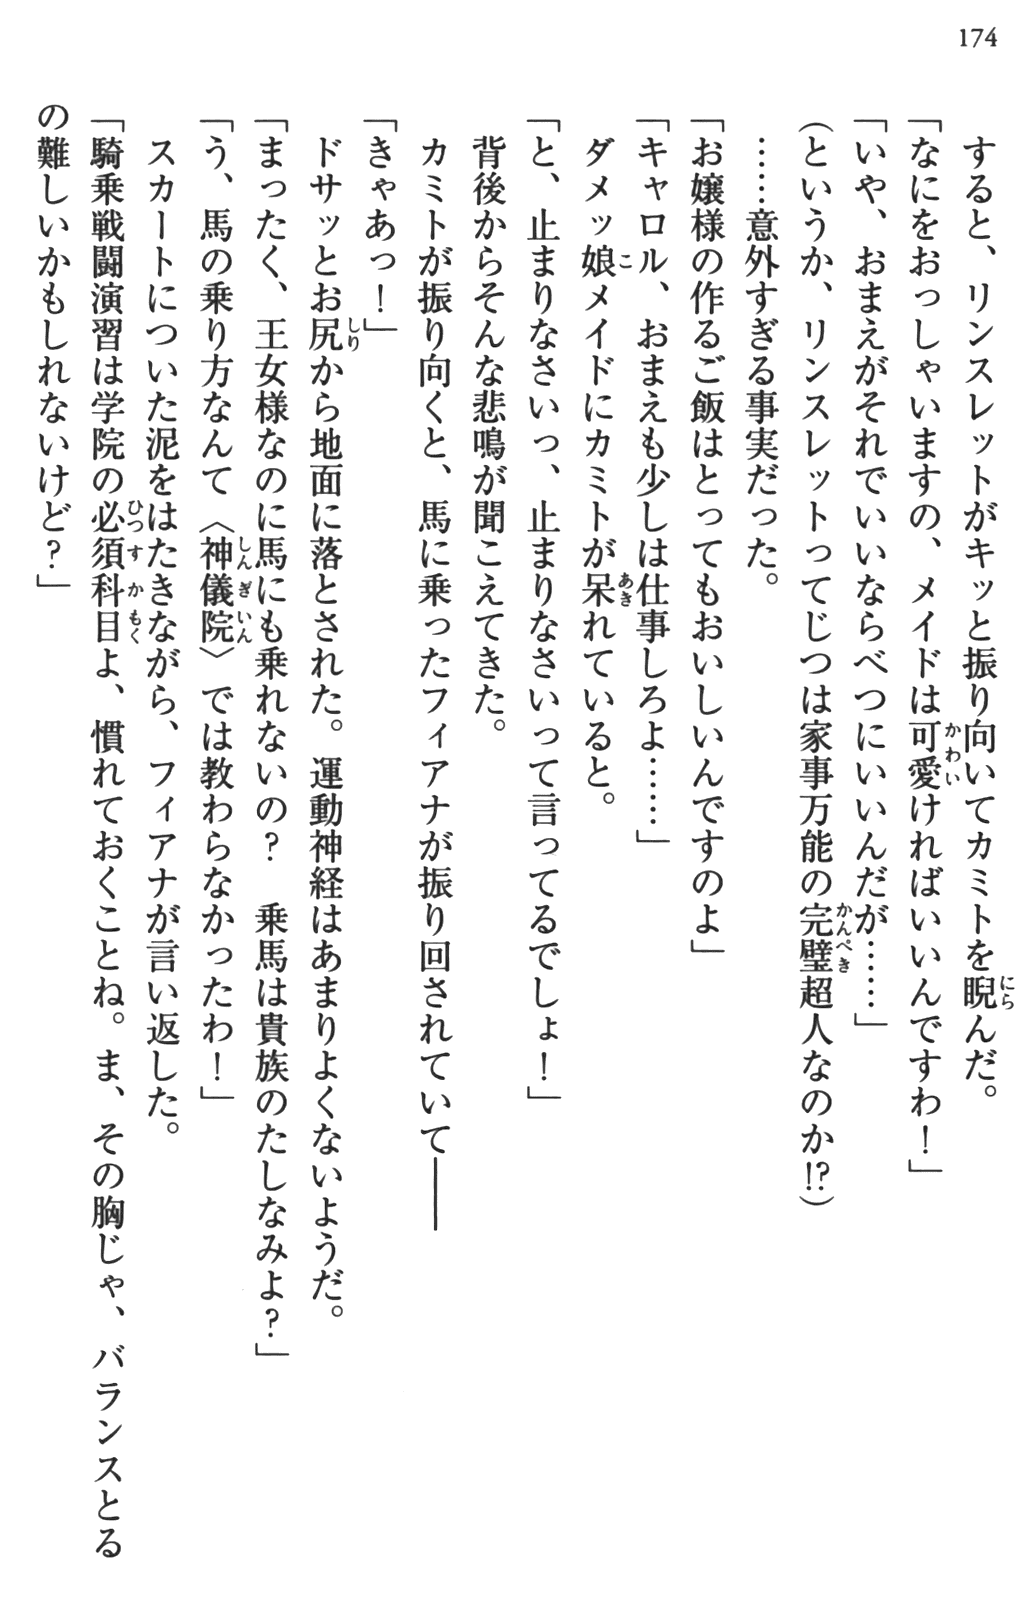 174
すると、リンスレットがキッと振り向いてカミトを睨んだ。
「なにをおっしゃいますの、メイドは可愛ければいいんですわ！」
「いや、おまえがそれでいいならべつにいいんだが……」
（というか、リンスレットってじつは家事万能の完璧超人なのか!?）
……意外すぎる事実だった。
「お嬢様の作るご飯はとってもおいしいんですのよ」
「キャロル、おまえも少しは仕事しろよ……」
ダメッ娘メイドにカミトが呆れていると。
「と、止まりなさいっ、止まりなさいって言ってるでしょ！」
背後からそんな悲鳴が聞こえてきた。
カミトが振り向くと、馬に乗ったフィアナが振り回されていて――
「きゃあっ！」
ドサッとお尻から地面に落とされた。運動神経はあまりよくないようだ。
「まったく、王女様なのに馬にも乗れないの？　乗馬は貴族のたしなみよ？」
「う、馬の乗り方なんて〈神儀院〉では教わらなかったわ！」
スカートについた泥をはたきながら、フィアナが言い返した。
「騎乗戦闘演習は学院の必須科目よ、慣れておくことね。ま、その胸じゃ、バランスとる
の難しいかもしれないけど？」